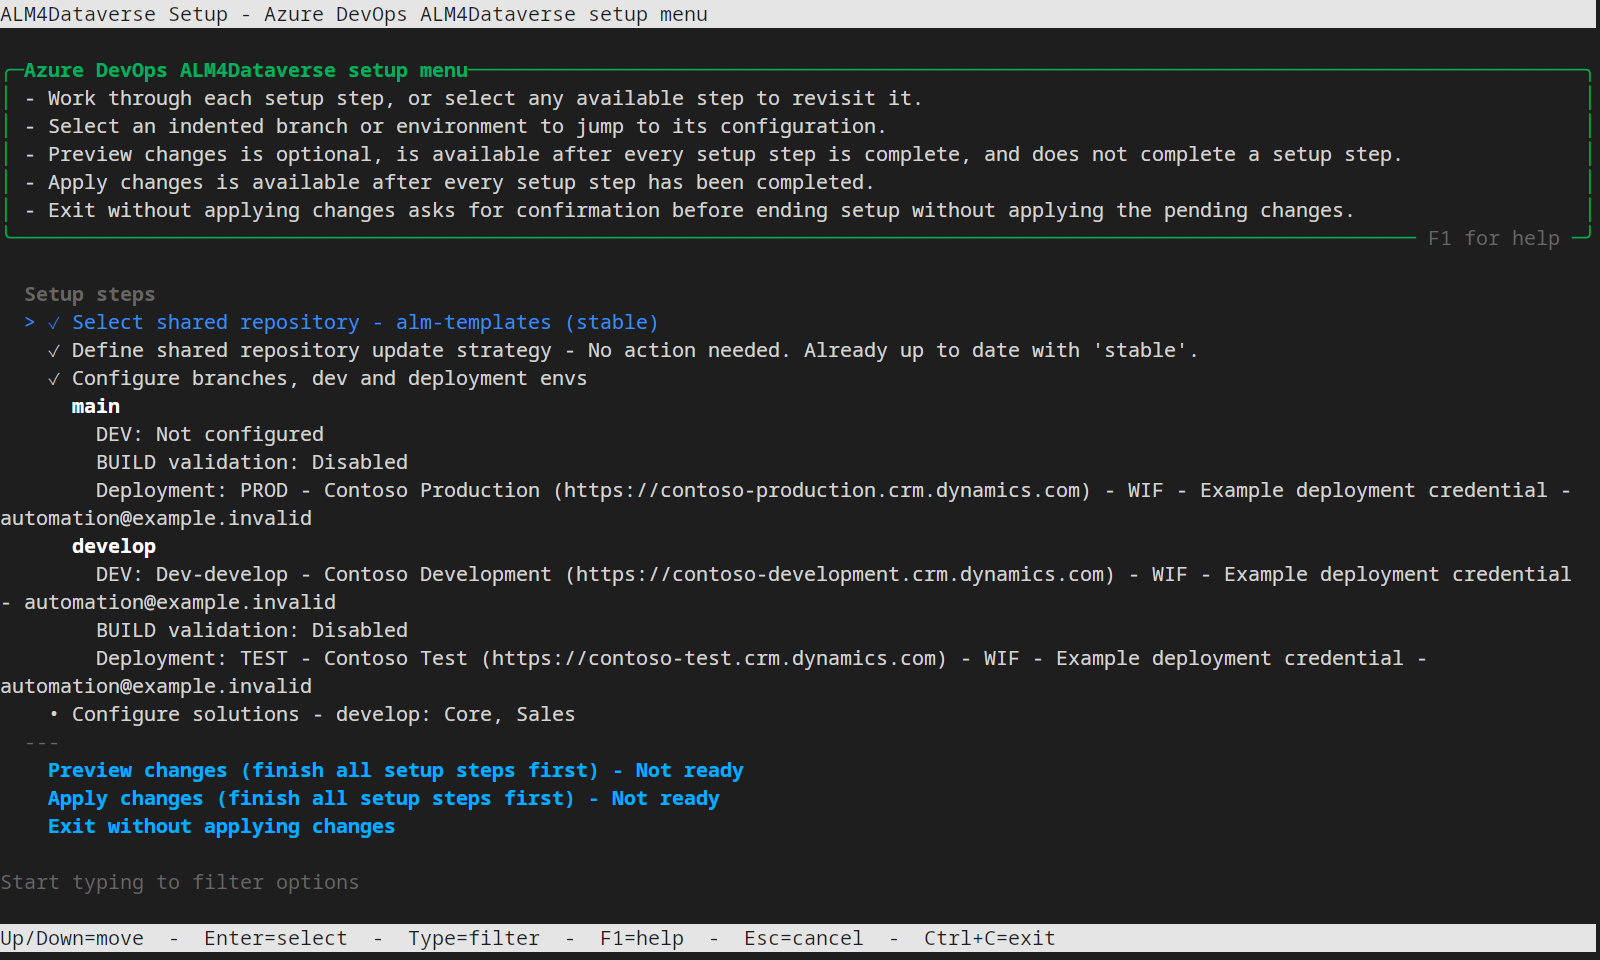 ALM4Dataverse Setup - Azure DevOps ALM4Dataverse setup menu
Azure DevOps ALM4Dataverse setup menu
- Work through each setup step, or select any available step to revisit it.
- Select an indented branch or environment to jump to its configuration.
- Preview changes is optional, is available after every setup step is complete, and does not complete a setup step.
- Apply changes is available after every setup step has been completed.
- Exit without applying changes asks for confirmation before ending setup without applying the pending changes.
F1 for help
Setup steps
> ✓ Select shared repository - alm-templates (stable)
✓ Define shared repository update strategy - No action needed. Already up to date with 'stable'.
✓ Configure branches, dev and deployment envs
main
DEV: Not configured
BUILD validation: Disabled
Deployment: PROD - Contoso Production (https://contoso-production.crm.dynamics.com) - WIF - Example deployment credential -
automation@example.invalid
develop
DEV: Dev-develop - Contoso Development (https://contoso-development.crm.dynamics.com) - WIF - Example deployment credential
- automation@example.invalid
BUILD validation: Disabled
Deployment: TEST - Contoso Test (https://contoso-test.crm.dynamics.com) - WIF - Example deployment credential -
automation@example.invalid
• Configure solutions - develop: Core, Sales
---
Preview changes (finish all setup steps first) - Not ready
Apply changes (finish all setup steps first) - Not ready
Exit without applying changes
Start typing to filter options
Up/Down=move - Enter=select - Type=filter - F1=help - Esc=cancel - Ctrl+C=exit